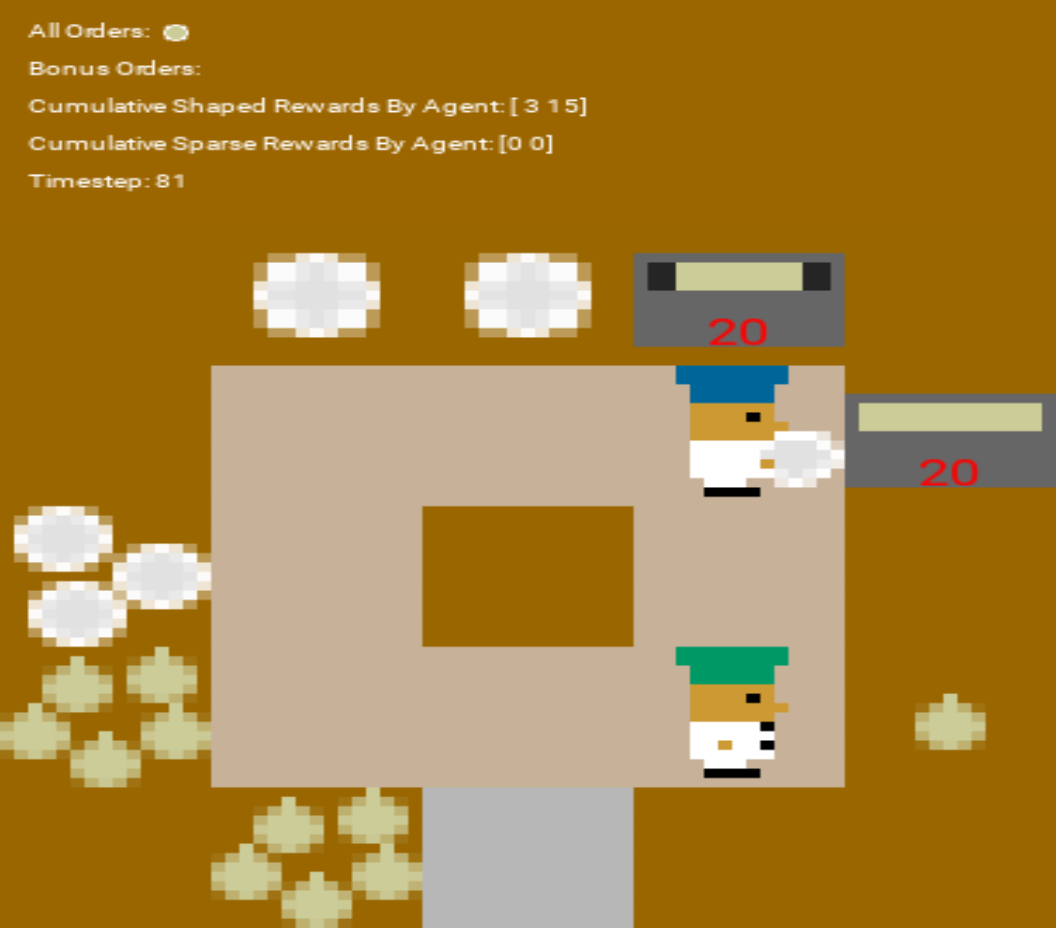 All Orders:
Bonus Orders:
Cumulative Shaped Rewards By Agent: [ 3 15]
Cumulative Sparse Rewards By Agent: [0 0]
Timestep: 81
20
20